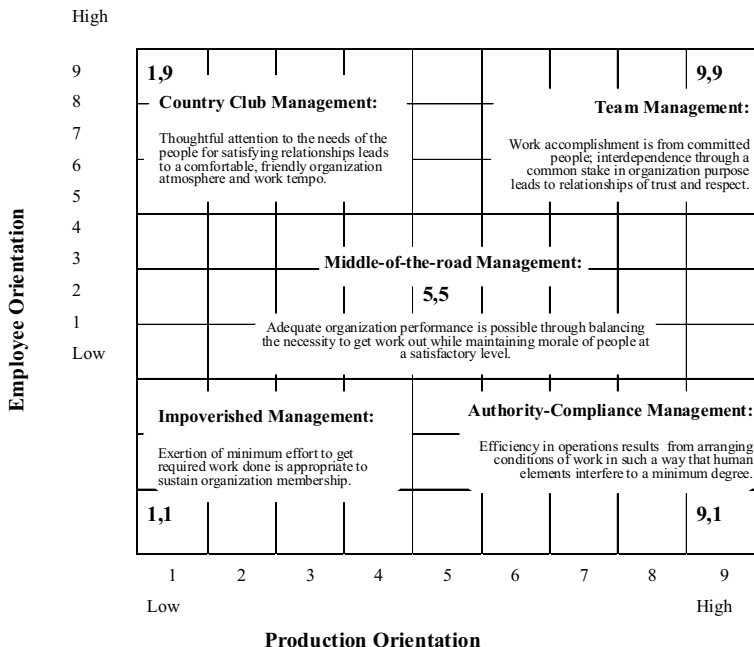 High
9
8
7
6
5
4
3
2
1
Low
Employee Orientation
1,9
9,9
Country Club Management:
Thoughtful attention to the needs of the
people for satisfying relationships leads
to a comfortable, friendly organization
atmosphere and work tempo.
Team Management:
Work accomplishment is from committed
people; interdependence through a
common stake in organization purpose
leads to relationships of trust and respect.
Middle-of-the-road Management:
5,5
Adequate organization performance is possible through balancing
the necessity to get work out while maintaining morale of people at
a satisfactory level.
Impoverished Management:
Exertion of minimum effort to get
required work done is appropriate to
sustain organization membership.
Authority-Compliance Management:
Efficiency in operations results from arranging
conditions of work in such a way that human
elements interfere to a minimum degree.
1,1
9,1
1 2 3 4 5 6 7 8 9
Low High
Production Orientation